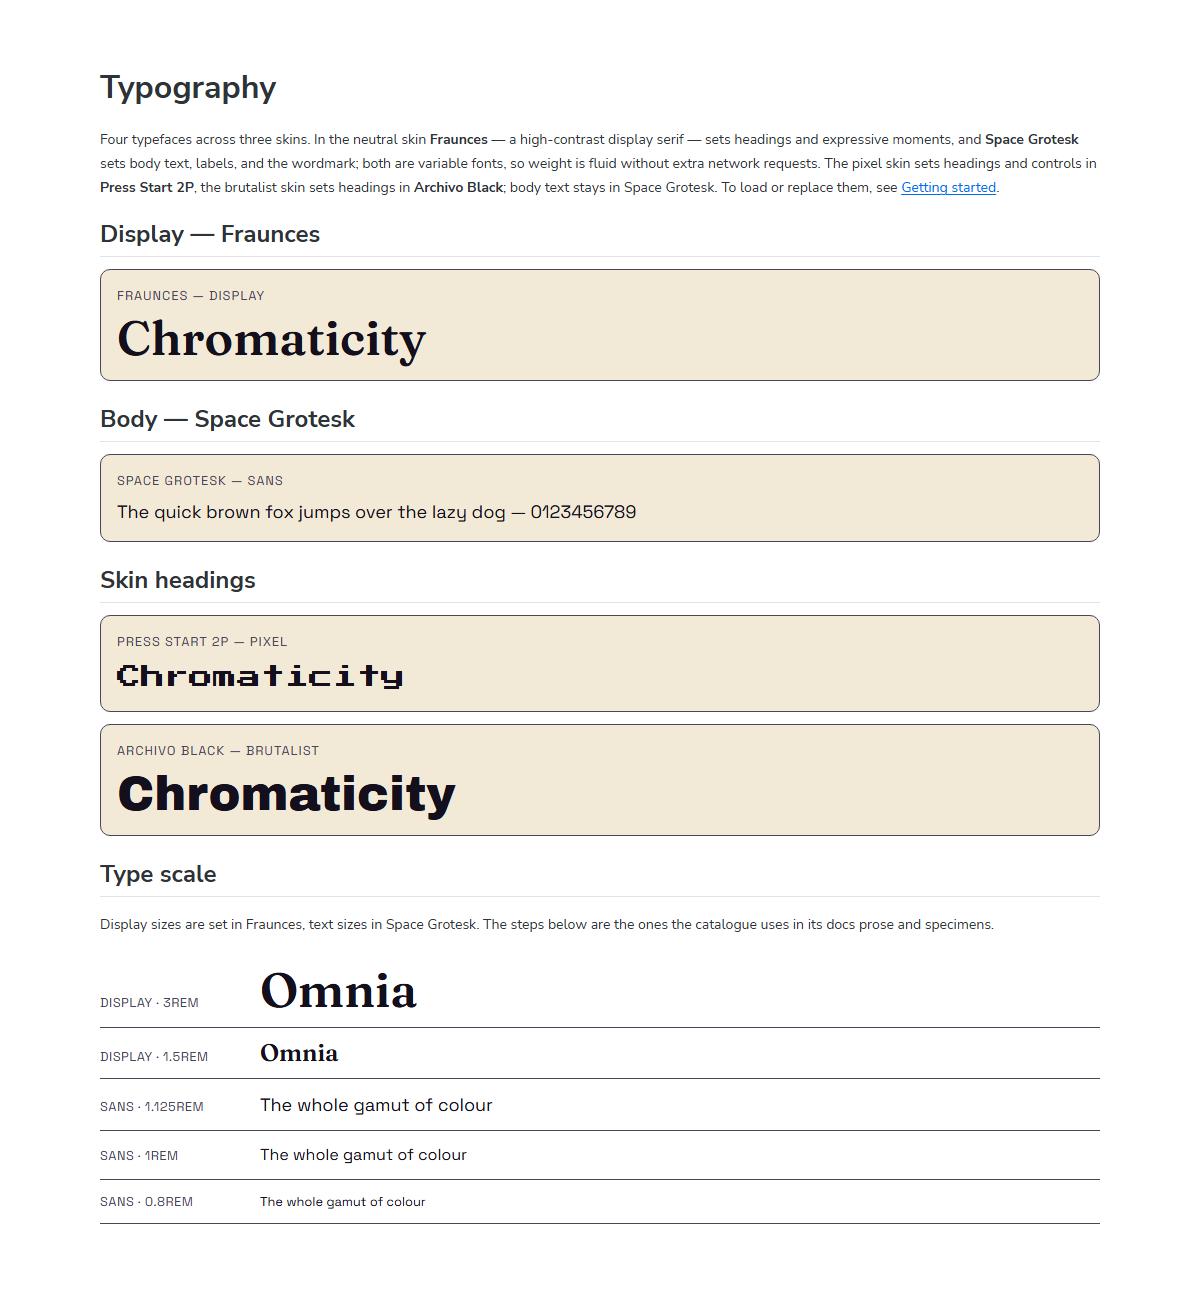 Typography
Four typefaces across three skins. In the neutral skin Fraunces — a high-contrast display serif — sets headings and expressive moments, and Space Grotesk
sets body text, labels, and the wordmark; both are variable fonts, so weight is fluid without extra network requests. The pixel skin sets headings and controls in
Press Start 2P, the brutalist skin sets headings in Archivo Black; body text stays in Space Grotesk. To load or replace them, see Getting started.
Display — Fraunces
FRAUNCES — DISPLAY
Chromaticity
Body — Space Grotesk
SPACE GROTESK — SANS
The quick brown fox jumps over the lazy dog — 0123456789
Skin headings
PRESS START 2P — PIXEL
Chromaticity
ARCHIVO BLACK — BRUTALIST
Chromaticity
Type scale
Display sizes are set in Fraunces, text sizes in Space Grotesk. The steps below are the ones the catalogue uses in its docs prose and specimens.
DISPLAY · 3REM Omnia
DISPLAY · 1.5REM Omnia
SANS · 1.125REM The whole gamut of colour
SANS · 1REM The whole gamut of colour
SANS · 0.8REM The whole gamut of colour